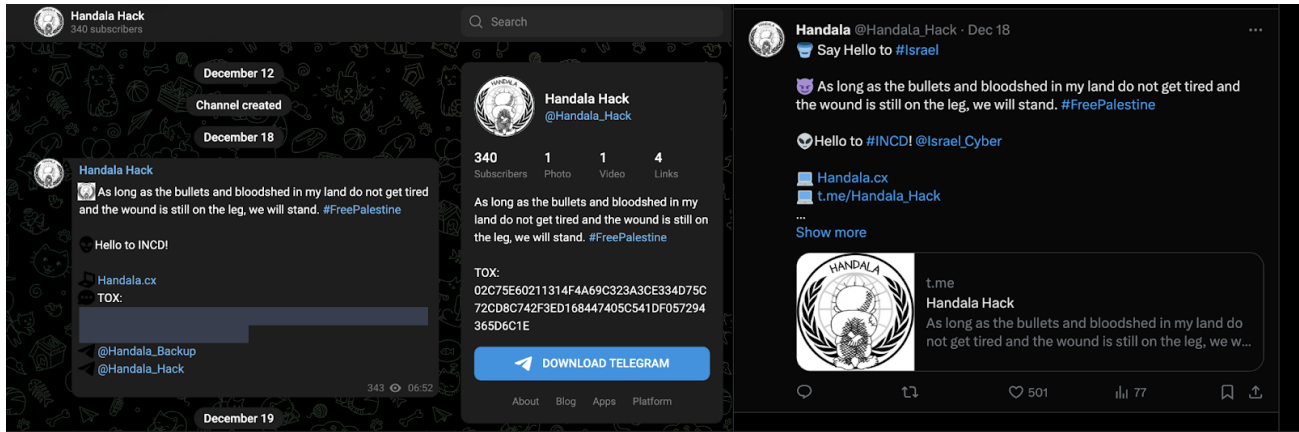 Handala Hack
340 subscribers
December 12
Channel created
December 18
Handala Hack
As long as the bullets and bloodshed in my land do not get tired
and the wound is still on the leg, we will stand. #FreePalestine
Hello to INCD!
Handala.cx
TOX:
@Handala_Backup
@Handala_Hack
343 06:52
December 19
Search
HANDALA
Handala Hack
@Handala_Hack
340 1 1 4
Subscribers Photo Video Links
As long as the bullets and bloodshed in my
land do not get tired and the wound is still on
the leg, we will stand. #FreePalestine
TOX:
02C75E60211314F4A69C323A3CE334D75C
72CD8C742F3ED168447405C541DF057294
365D6C1E
DOWNLOAD TELEGRAM
About Blog Apps Platform
Handala @Handala_Hack · Dec 18
Say Hello to #Israel
As long as the bullets and bloodshed in my land do not get tired and
the wound is still on the leg, we will stand. #FreePalestine
Hello to #INCD! @Israel_Cyber
Handala.cx
t.me/Handala_Hack
...
Show more
HANDALA
t.me
Handala Hack
As long as the bullets and bloodshed in my land do
not get tired and the wound is still on the leg, we w...
501 77